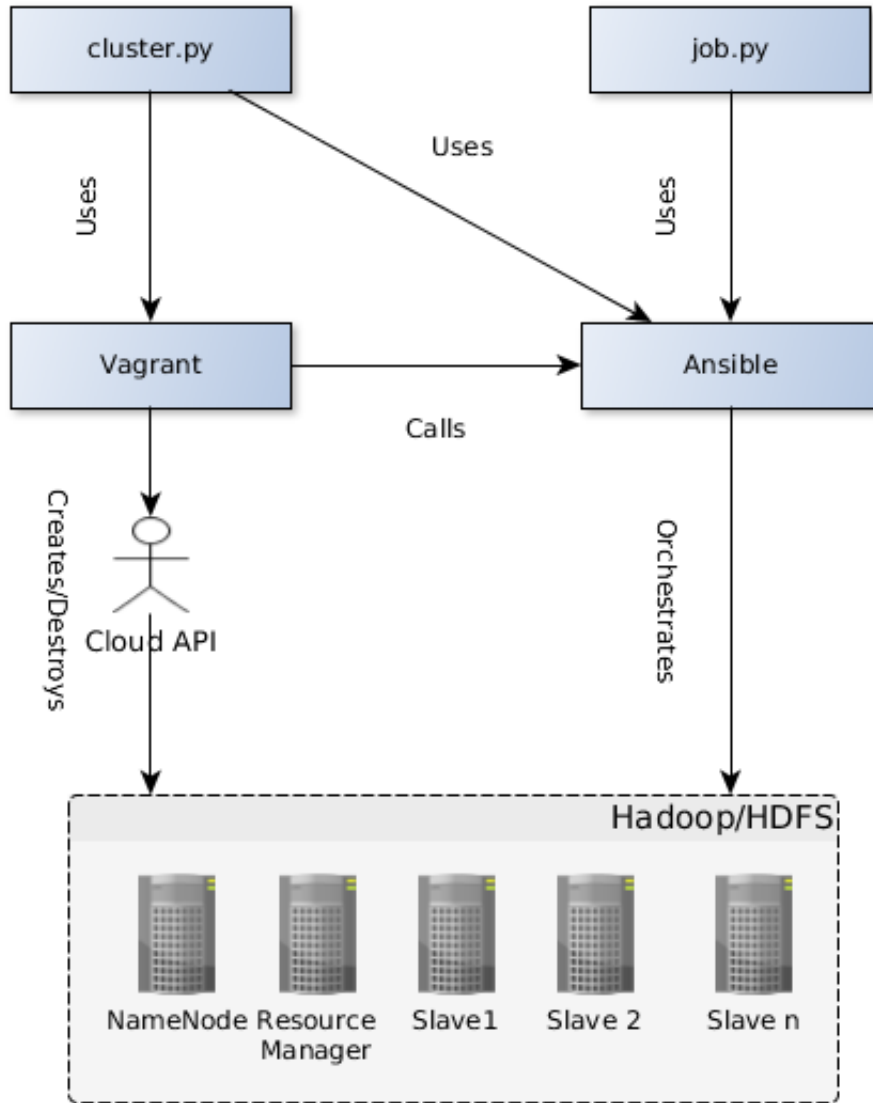 cluster.py
job.py
Uses
Uses
Uses
Vagrant
Ansible
Calls
Creates/Destroys
Orchestrates
Cloud API
Hadoop/HDFS
NameNode
Resource
Manager
Slave1
Slave 2
Slave n